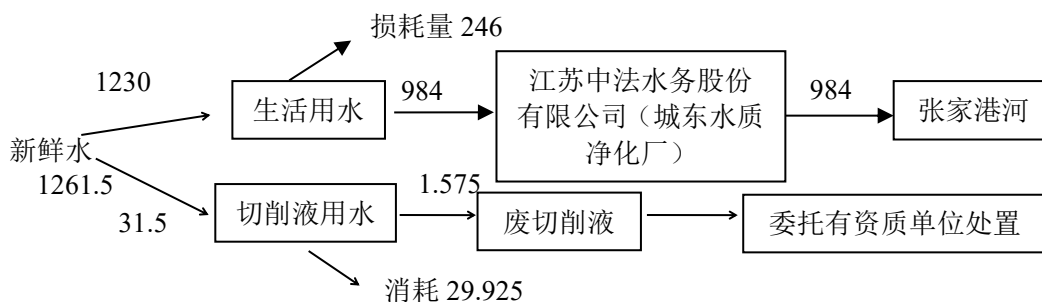 损耗量 246
1230
生活用水
984
江苏中法水务股份
有限公司（城东水质
净化厂）
984
张家港河
新鲜水
1261.5
31.5
切削液用水
1.575
废切削液
委托有资质单位处置
消耗 29.925